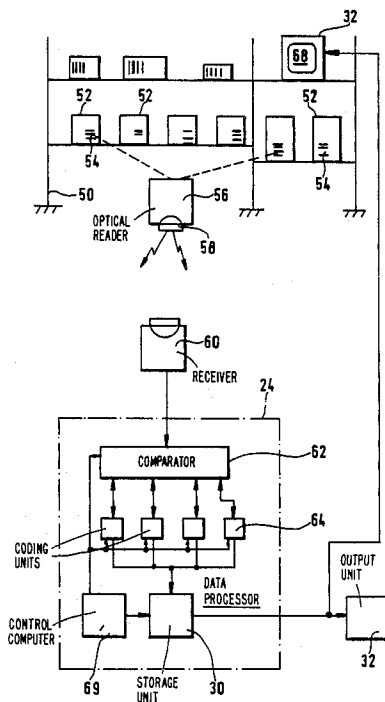 32
68
52
52
52
54
54
50
56
OPTICAL READER
58
60
RECEIVER
24
COMPARATOR
62
CODING UNITS
64
DATA PROCESSOR
CONTROL COMPUTER
69
STORAGE UNIT
30
OUTPUT UNIT
32